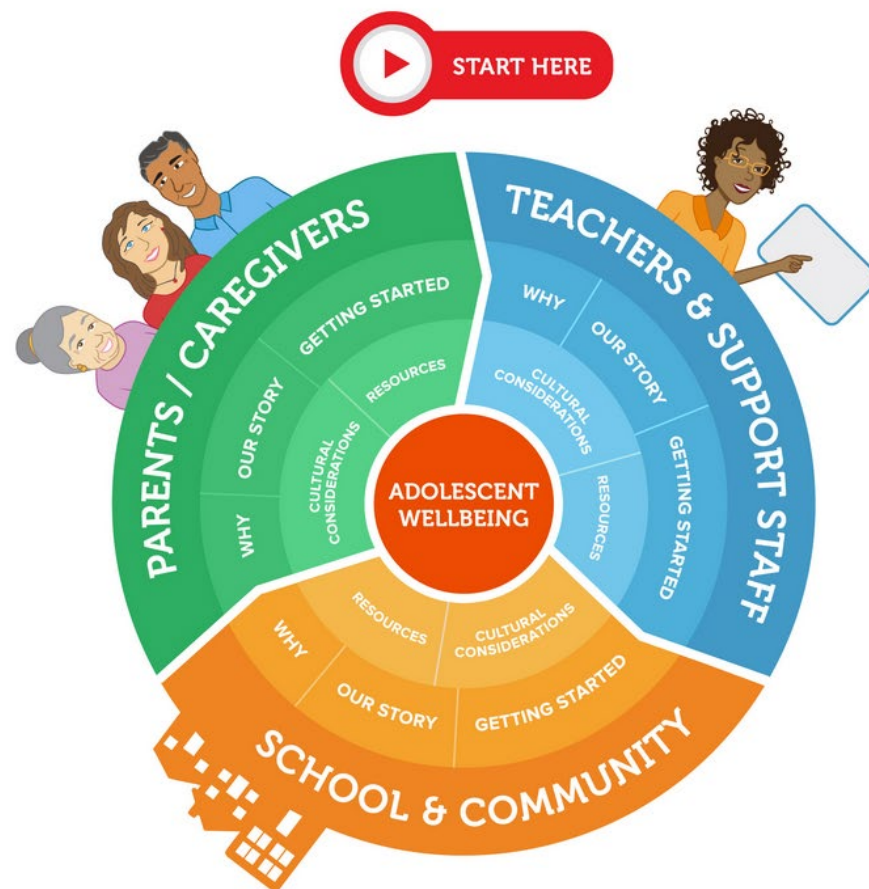 START HERE
PARENTS / CAREGIVERS
GETTING STARTED
OUR STORY
WHY
RESOURCES
CULTURAL
CONSIDERATIONS
TEACHERS & SUPPORT STAFF
WHY
OUR STORY
GETTING STARTED
CULTURAL
CONSIDERATIONS
RESOURCES
ADOLESCENT
WELLBEING
RESOURCES
CULTURAL
CONSIDERATIONS
WHY
OUR STORY
GETTING STARTED
SCHOOL & COMMUNITY